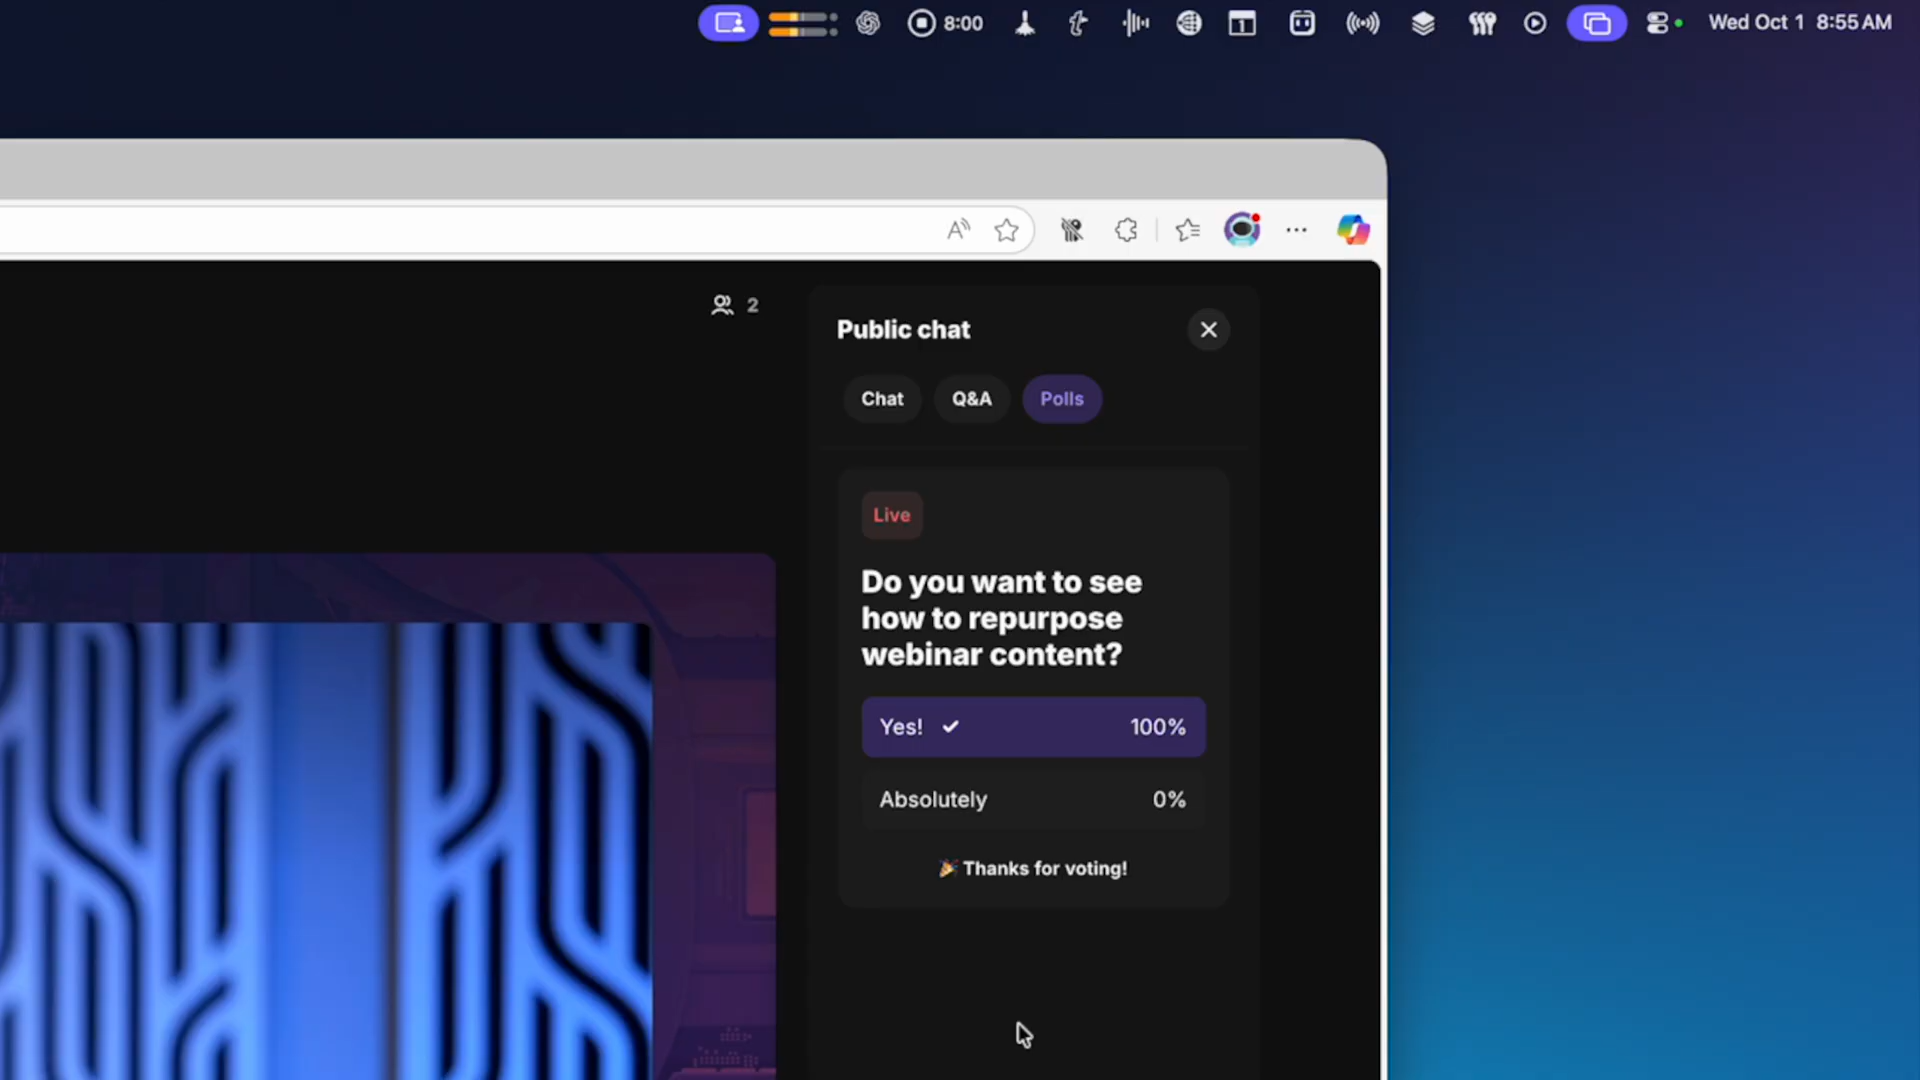 8:00
1
Wed Oct 1 8:55 AM
2
Public chat
Chat
Q&A
Polls
Live
Do you want to see
how to repurpose
webinar content?
Yes! 100%
Absolutely 0%
🎉 Thanks for voting!